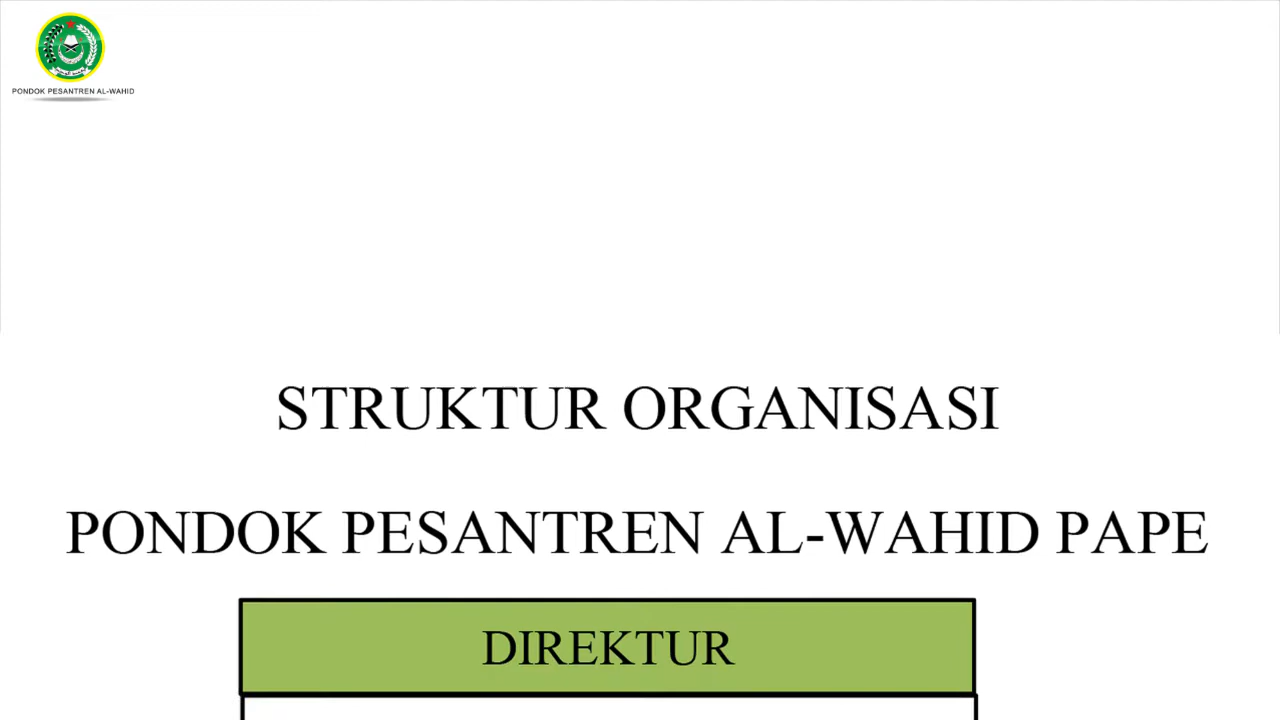 PONDOK PESANTREN AL-WAHID
STRUKTUR ORGANISASI
PONDOK PESANTREN AL-WAHID PAPE
DIREKTUR